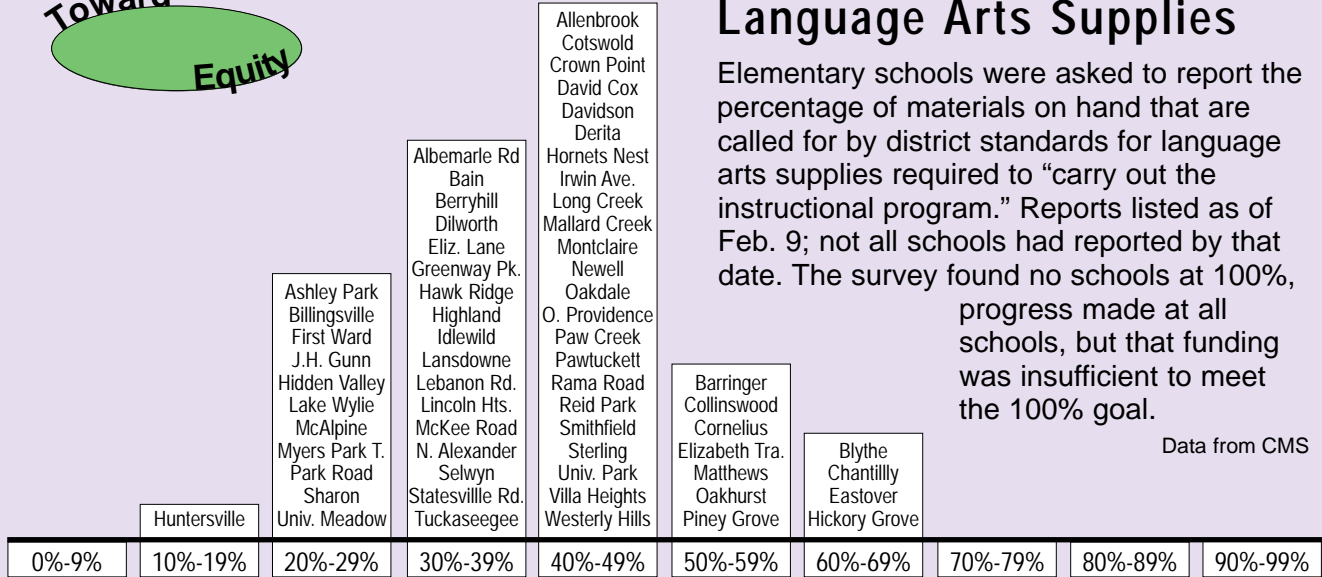 Toward
Equity
Language Arts Supplies
Elementary schools were asked to report the
percentage of materials on hand that are
called for by district standards for language
arts supplies required to “carry out the
instructional program.” Reports listed as of
Feb. 9; not all schools had reported by that
date. The survey found no schools at 100%,
progress made at all
schools, but that funding
was insufficient to meet
the 100% goal.
Data from CMS
Huntersville
Ashley Park
Billingsville
First Ward
J.H. Gunn
Hidden Valley
Lake Wylie
McAlpine
Myers Park T.
Park Road
Sharon
Univ. Meadow
Albemarle Rd
Bain
Berryhill
Dilworth
Eliz. Lane
Greenway Pk.
Hawk Ridge
Highland
Idlewild
Lansdowne
Lebanon Rd.
Lincoln Hts.
McKee Road
N. Alexander
Selwyn
Statesvillle Rd.
Tuckaseegee
Allenbrook
Cotswold
Crown Point
David Cox
Davidson
Derita
Hornets Nest
Irwin Ave.
Long Creek
Mallard Creek
Montclaire
Newell
Oakdale
O. Providence
Paw Creek
Pawtuckett
Rama Road
Reid Park
Smithfield
Sterling
Univ. Park
Villa Heights
Westerly Hills
Barringer
Collinswood
Cornelius
Elizabeth Tra.
Matthews
Oakhurst
Piney Grove
Blythe
Chantillly
Eastover
Hickory Grove
0%-9%
10%-19%
20%-29%
30%-39%
40%-49%
50%-59%
60%-69%
70%-79%
80%-89%
90%-99%